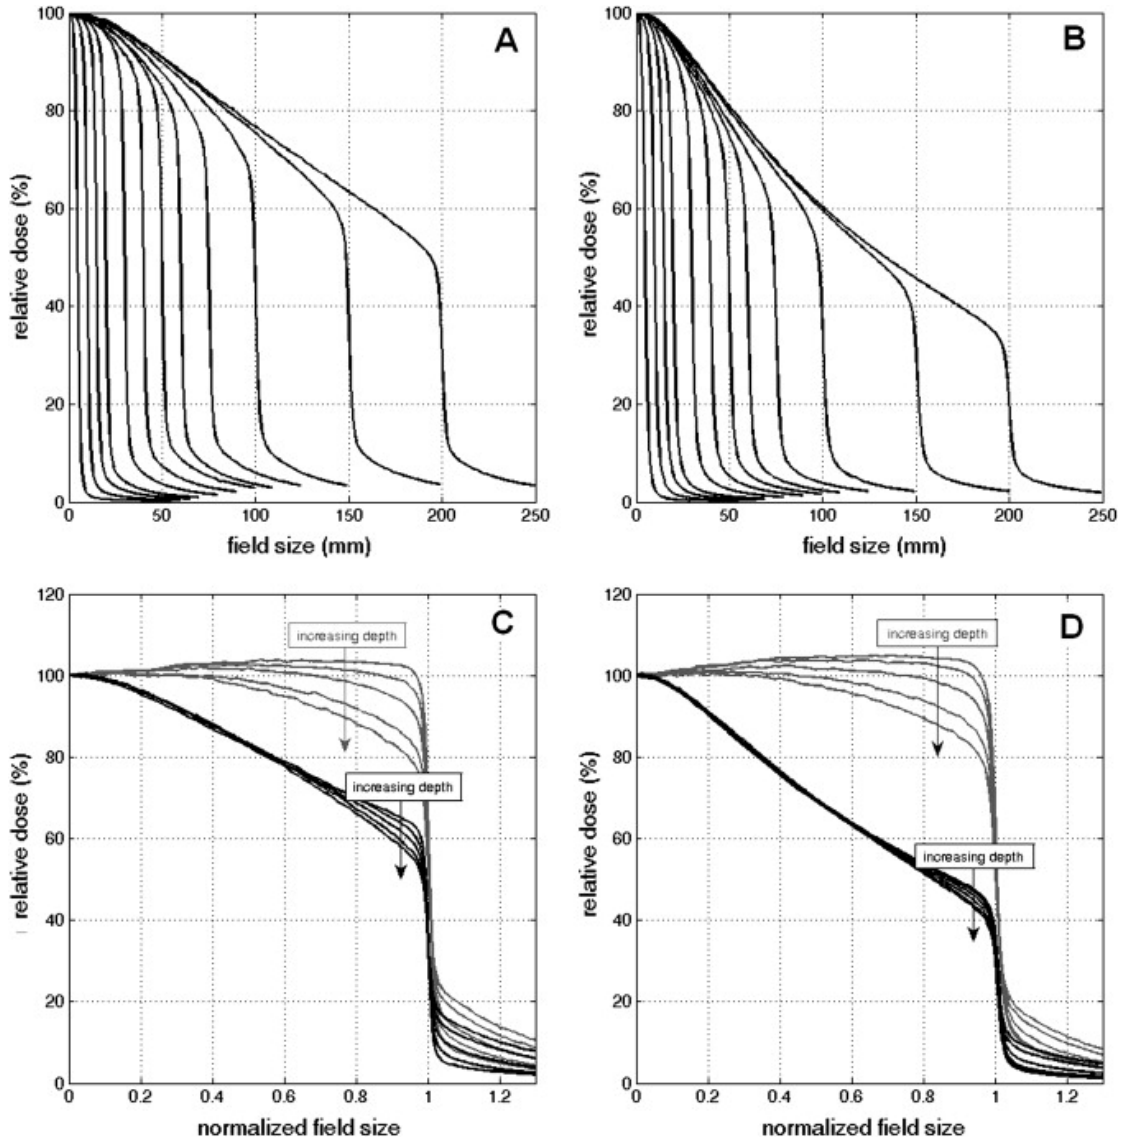 A
B
100
80
60
40
20
0
relative dose (%)
0 50 100 150 200 250
field size (mm)
100
80
60
40
20
0
relative dose (%)
0 50 100 150 200 250
field size (mm)
C
D
120
100
80
60
40
20
0
relative dose (%)
increasing depth
increasing depth
0 0.2 0.4 0.6 0.8 1 1.2
normalized field size
120
100
80
60
40
20
0
relative dose (%)
increasing depth
increasing depth
0 0.2 0.4 0.6 0.8 1 1.2
normalized field size